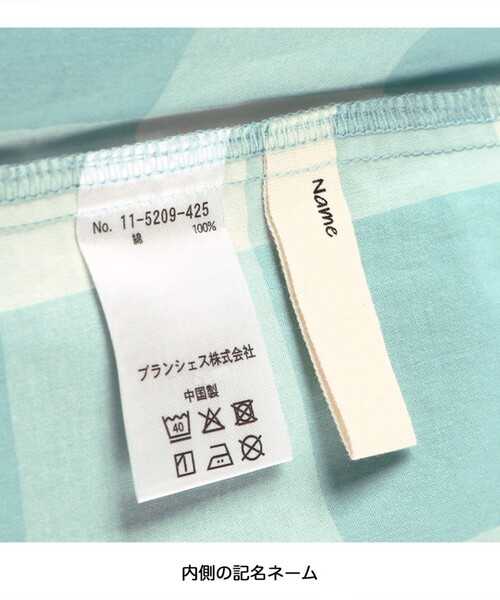 No. 11-5209-425
綿 100%
ブランシェス株式会社
中国製
40
Name
内側の記名ネーム